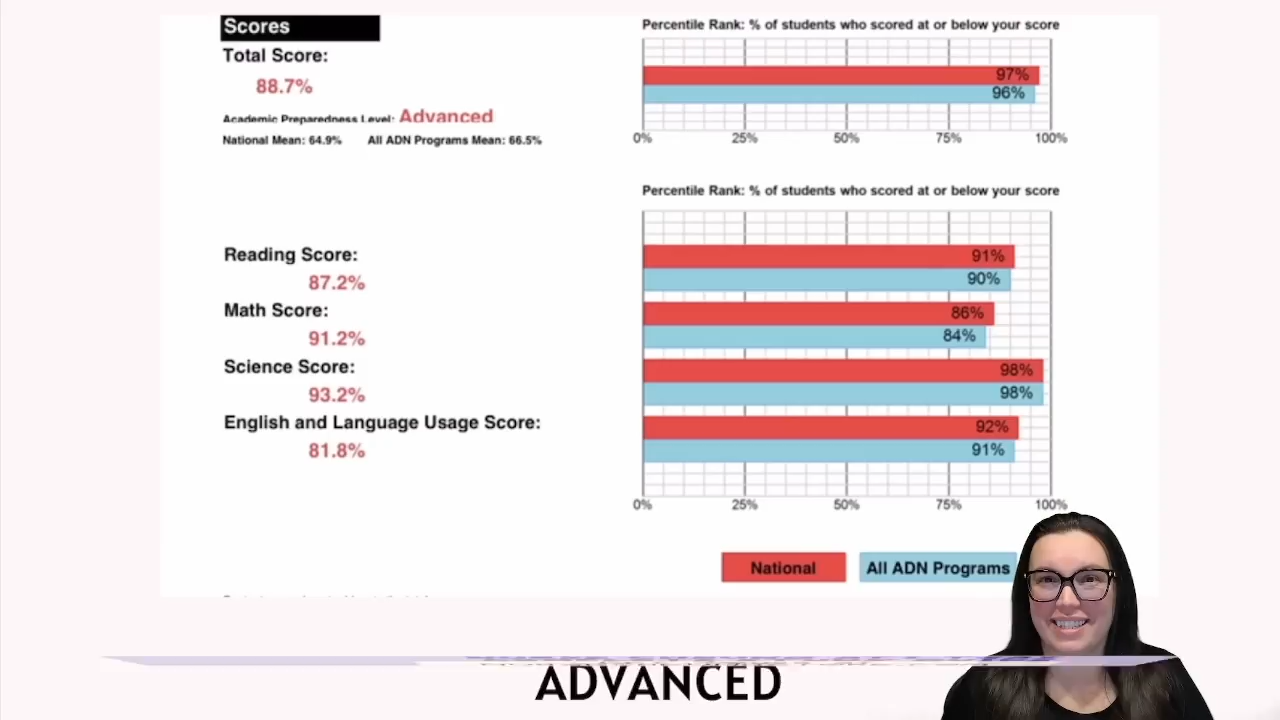 Scores
Total Score:
88.7%
Academic Preparedness Level: Advanced
National Mean: 64.9% All ADN Programs Mean: 66.5%
Percentile Rank: % of students who scored at or below your score
97%
96%
0% 25% 50% 75% 100%
Percentile Rank: % of students who scored at or below your score
Reading Score:
87.2%
91%
90%
Math Score:
91.2%
86%
84%
Science Score:
93.2%
98%
98%
English and Language Usage Score:
81.8%
92%
91%
0% 25% 50% 75% 100%
National All ADN Programs
ADVANCED